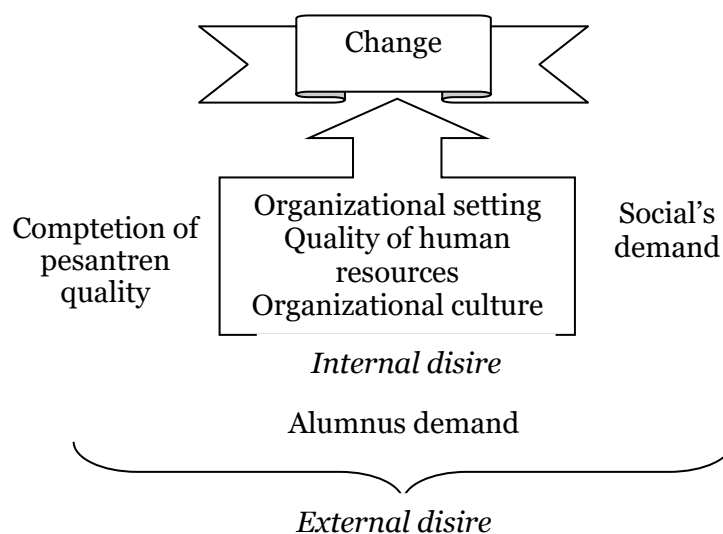 Change
Organizational setting
Quality of human
resources
Organizational culture
Comptetion of
pesantren
quality
Social's
demand
Internal disire
Alumnus demand
External disire